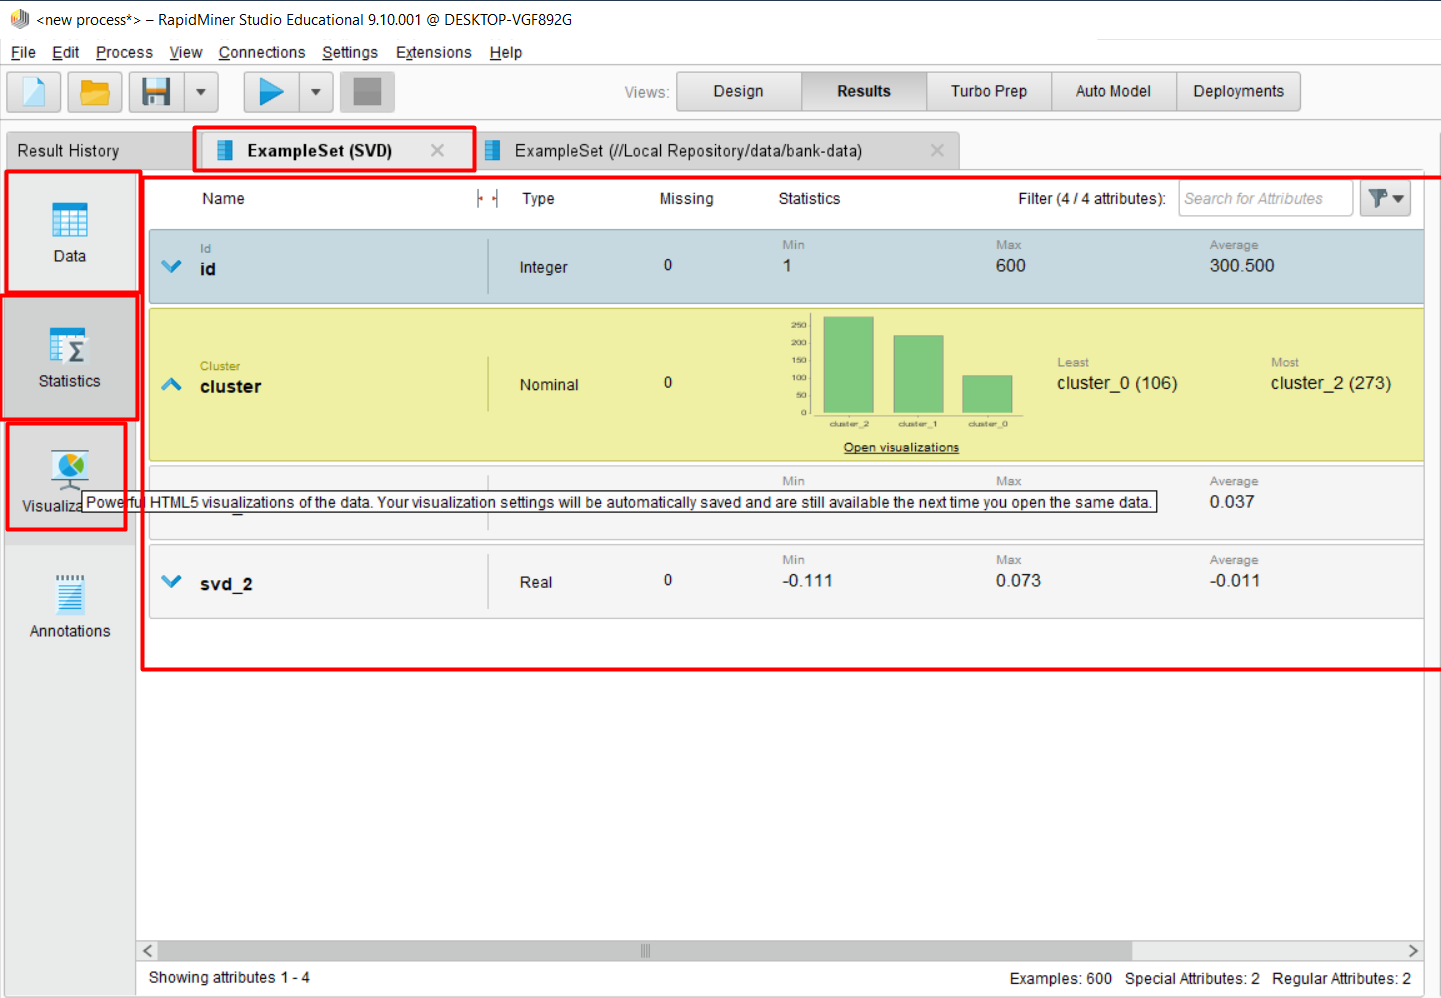 <new process*> – RapidMiner Studio Educational 9.10.001 @ DESKTOP-VGF892G
File Edit Process View Connections Settings Extensions Help
Views: Design Results Turbo Prep Auto Model Deployments
Result History ExampleSet (SVD) ExampleSet (//Local Repository/data/bank-data)
Name Type Missing Statistics Filter (4 / 4 attributes): Search for Attributes
Data
Statistics
Annotations
Id
id Integer 0
Min
1
Max
600
Average
300.500
Cluster
cluster Nominal 0
250
200
150
100
50
0
cluster_2 cluster_1 cluster_0
Open visualizations
Least
cluster_0 (106)
Most
cluster_2 (273)
Min Max Average
0.037
Powerful HTML5 visualizations of the data. Your visualization settings will be automatically saved and are still available the next time you open the same data.
svd_2 Real 0
Min
-0.111
Max
0.073
Average
-0.011
Showing attributes 1 - 4
Examples: 600 Special Attributes: 2 Regular Attributes: 2